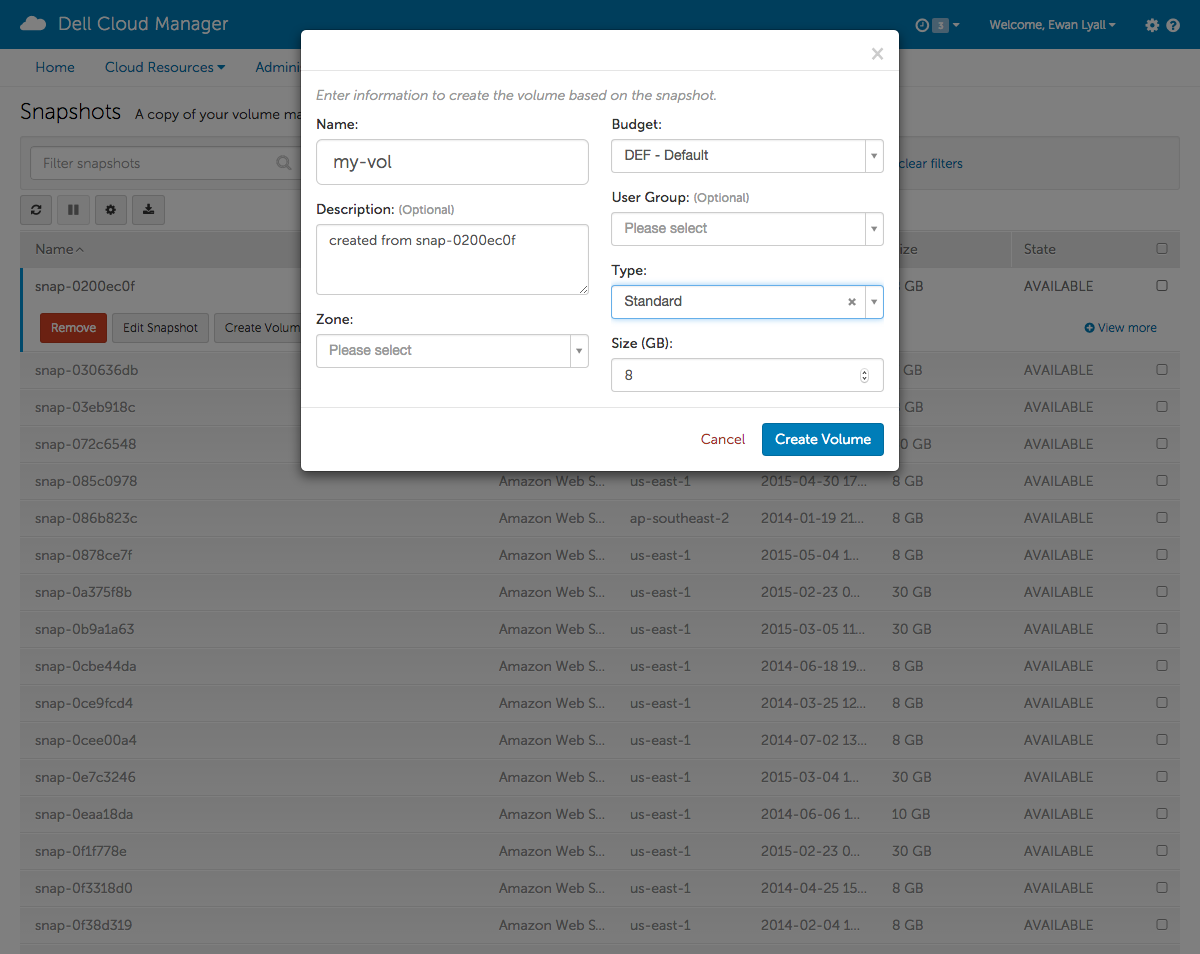 Dell Cloud Manager
3
Welcome, Ewan Lyall
Home
Cloud Resources
Admini
Snapshots
A copy of your volume ma
Filter snapshots
clear filters
Name
ize
State
snap-0200ec0f
GB
AVAILABLE
Remove
Edit Snapshot
Create Volum
View more
Enter information to create the volume based on the snapshot.
Name:
my-vol
Description: (Optional)
created from snap-0200ec0f
Zone:
Please select
Budget:
DEF - Default
User Group: (Optional)
Please select
Type:
Standard
Size (GB):
8
Cancel
Create Volume
snap-030636db GB AVAILABLE
snap-03eb918c GB AVAILABLE
snap-072c6548 0 GB AVAILABLE
snap-085c0978 Amazon Web S... us-east-1 2015-04-30 17... 8 GB AVAILABLE
snap-086b823c Amazon Web S... ap-southeast-2 2014-01-19 21... 8 GB AVAILABLE
snap-0878ce7f Amazon Web S... us-east-1 2015-05-04 1... 8 GB AVAILABLE
snap-0a375f8b Amazon Web S... us-east-1 2015-02-23 0... 30 GB AVAILABLE
snap-0b9a1a63 Amazon Web S... us-east-1 2015-03-05 11... 30 GB AVAILABLE
snap-0cbe44da Amazon Web S... us-east-1 2014-06-18 19... 8 GB AVAILABLE
snap-0ce9fcd4 Amazon Web S... us-east-1 2014-03-25 12... 8 GB AVAILABLE
snap-0cee00a4 Amazon Web S... us-east-1 2014-07-02 13... 8 GB AVAILABLE
snap-0e7c3246 Amazon Web S... us-east-1 2015-03-04 1... 30 GB AVAILABLE
snap-0eaa18da Amazon Web S... us-east-1 2014-06-06 1... 10 GB AVAILABLE
snap-0f1f778e Amazon Web S... us-east-1 2015-02-23 0... 30 GB AVAILABLE
snap-0f3318d0 Amazon Web S... us-east-1 2014-04-25 15... 8 GB AVAILABLE
snap-0f38d319 Amazon Web S... us-east-1 2014-02-04 1... 8 GB AVAILABLE